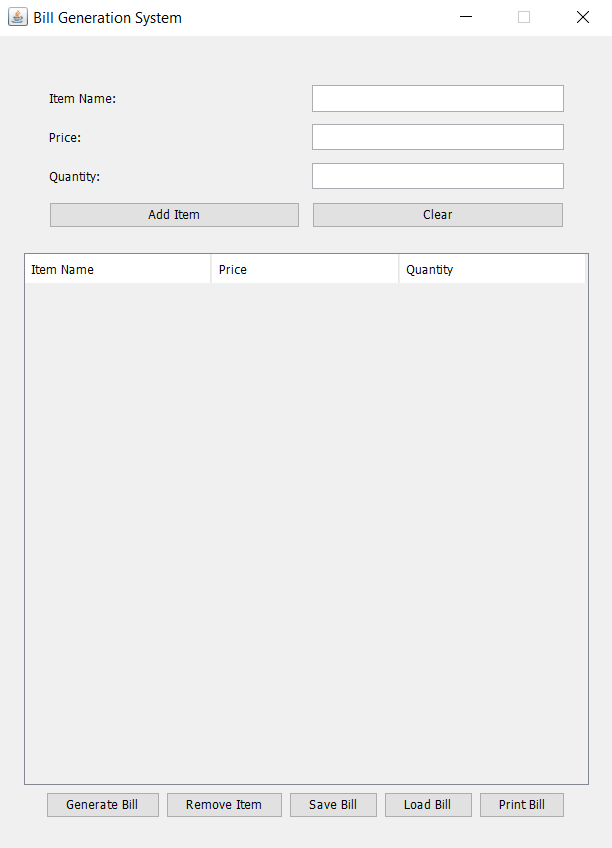 Bill Generation System
Item Name:
Price:
Quantity:
Add Item Clear
Item Name Price Quantity
Generate Bill Remove Item Save Bill Load Bill Print Bill